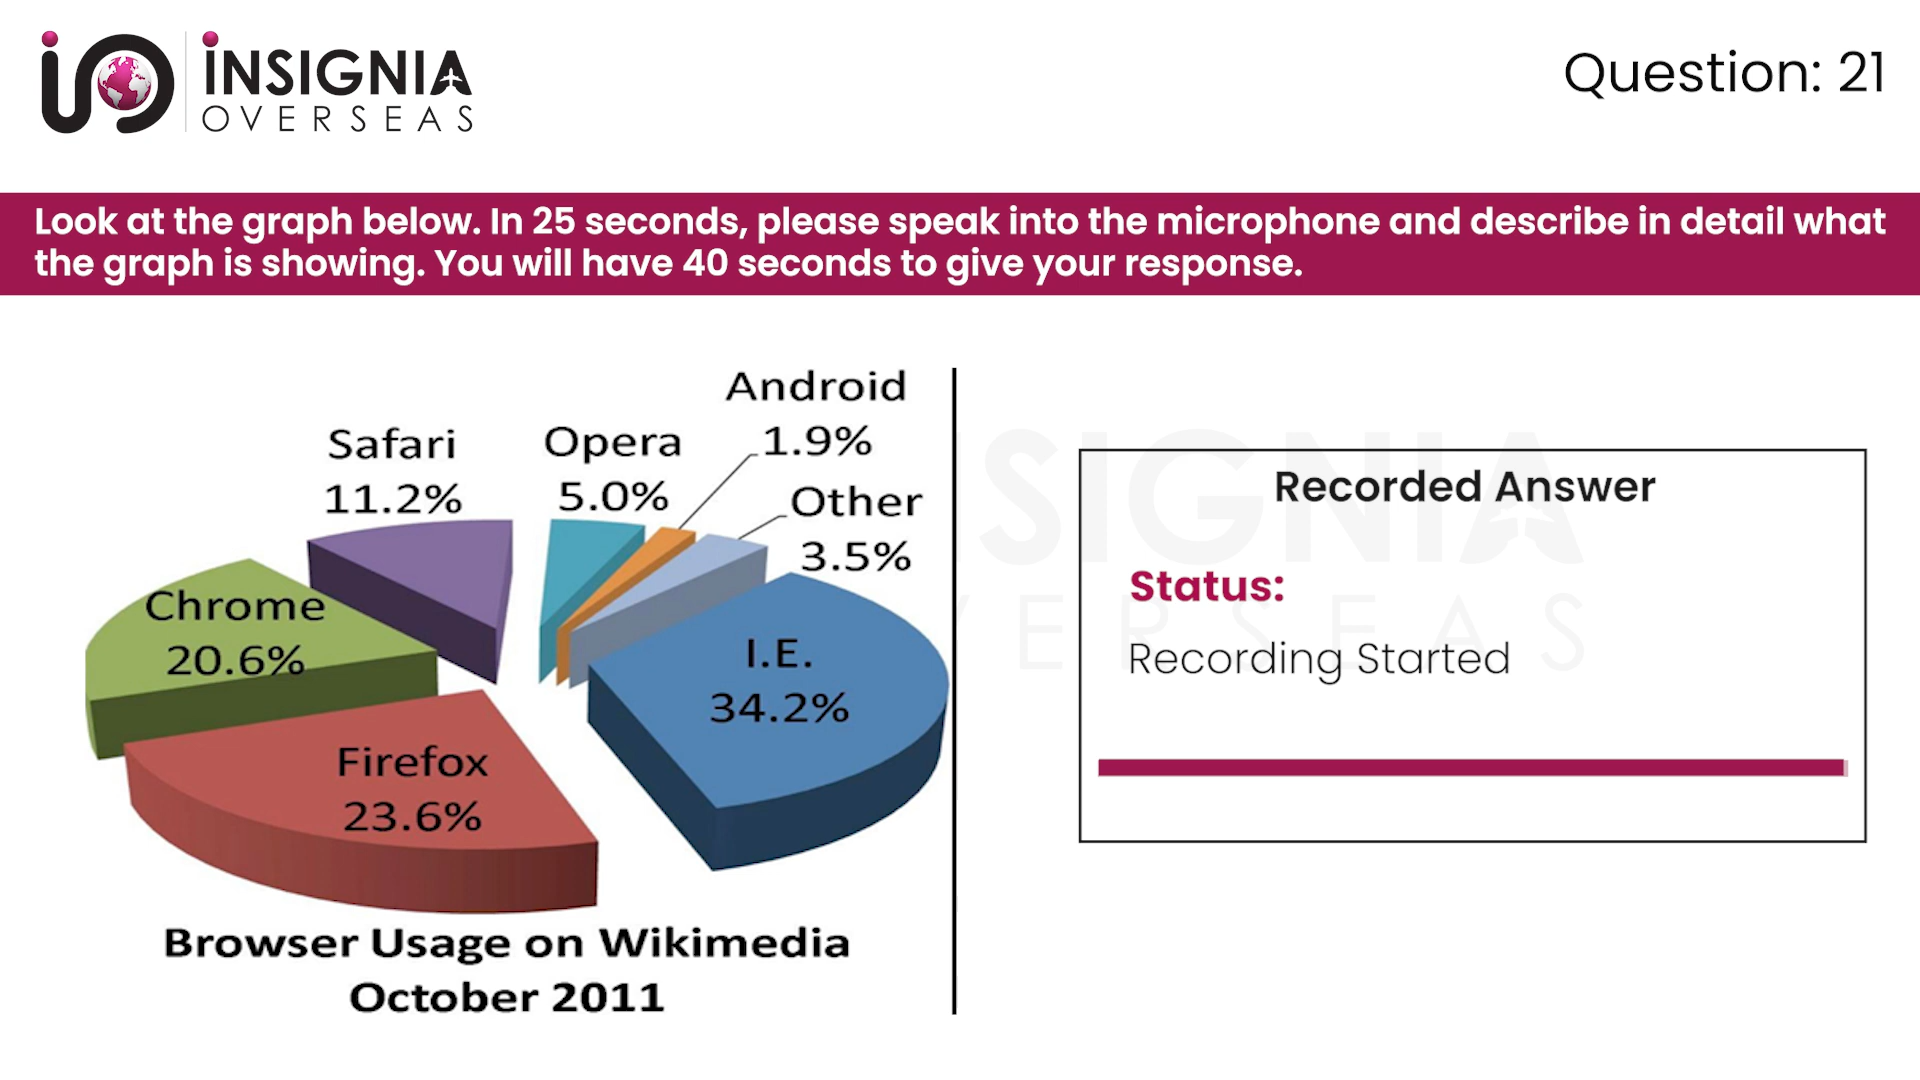 INSIGNIA
OVERSEAS
Question: 21
Look at the graph below. In 25 seconds, please speak into the microphone and describe in detail what
the graph is showing. You will have 40 seconds to give your response.
Android
1.9%
Safari
11.2%
Opera
5.0%
Other
3.5%
Chrome
20.6%
I.E.
34.2%
Firefox
23.6%
Browser Usage on Wikimedia
October 2011
SIGNIA
VERSEAS
Recorded Answer
Status:
Recording Started